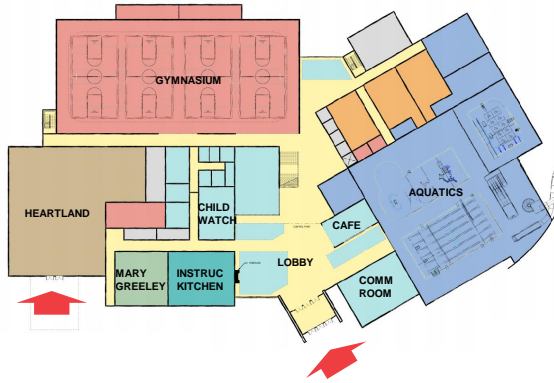 GYMNASIUM
CHILD
WATCH
HEARTLAND
AQUATICS
CAFE
LOBBY
MARY
GREELEY
INSTRUC
KITCHEN
COMM
ROOM